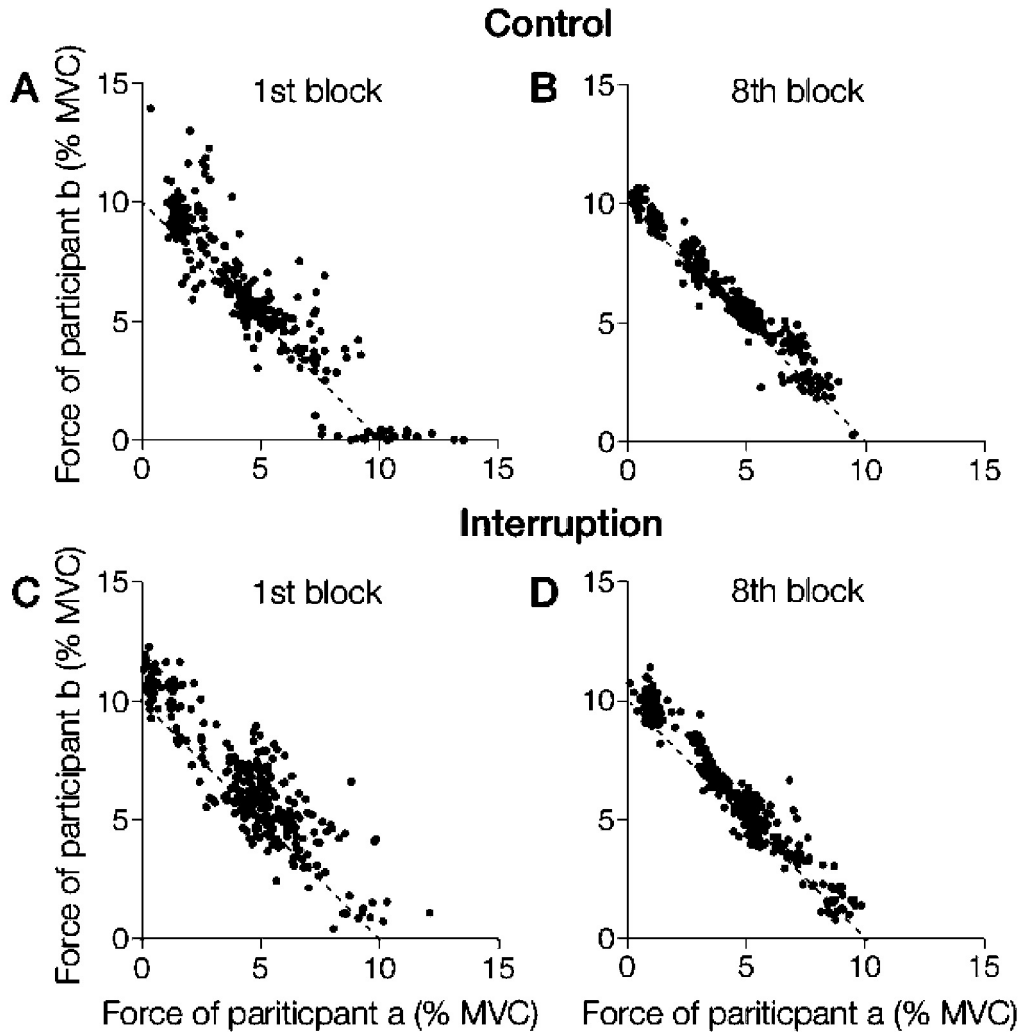 Control
A
1st block
B
8th block
Force of participant b (% MVC)
15
10
5
0
0 5 10 15
15
10
5
0
0 5 10 15
Interruption
C
1st block
D
8th block
Force of participant b (% MVC)
15
10
5
0
0 5 10 15
15
10
5
0
0 5 10 15
Force of pariticpant a (% MVC)
Force of pariticpant a (% MVC)